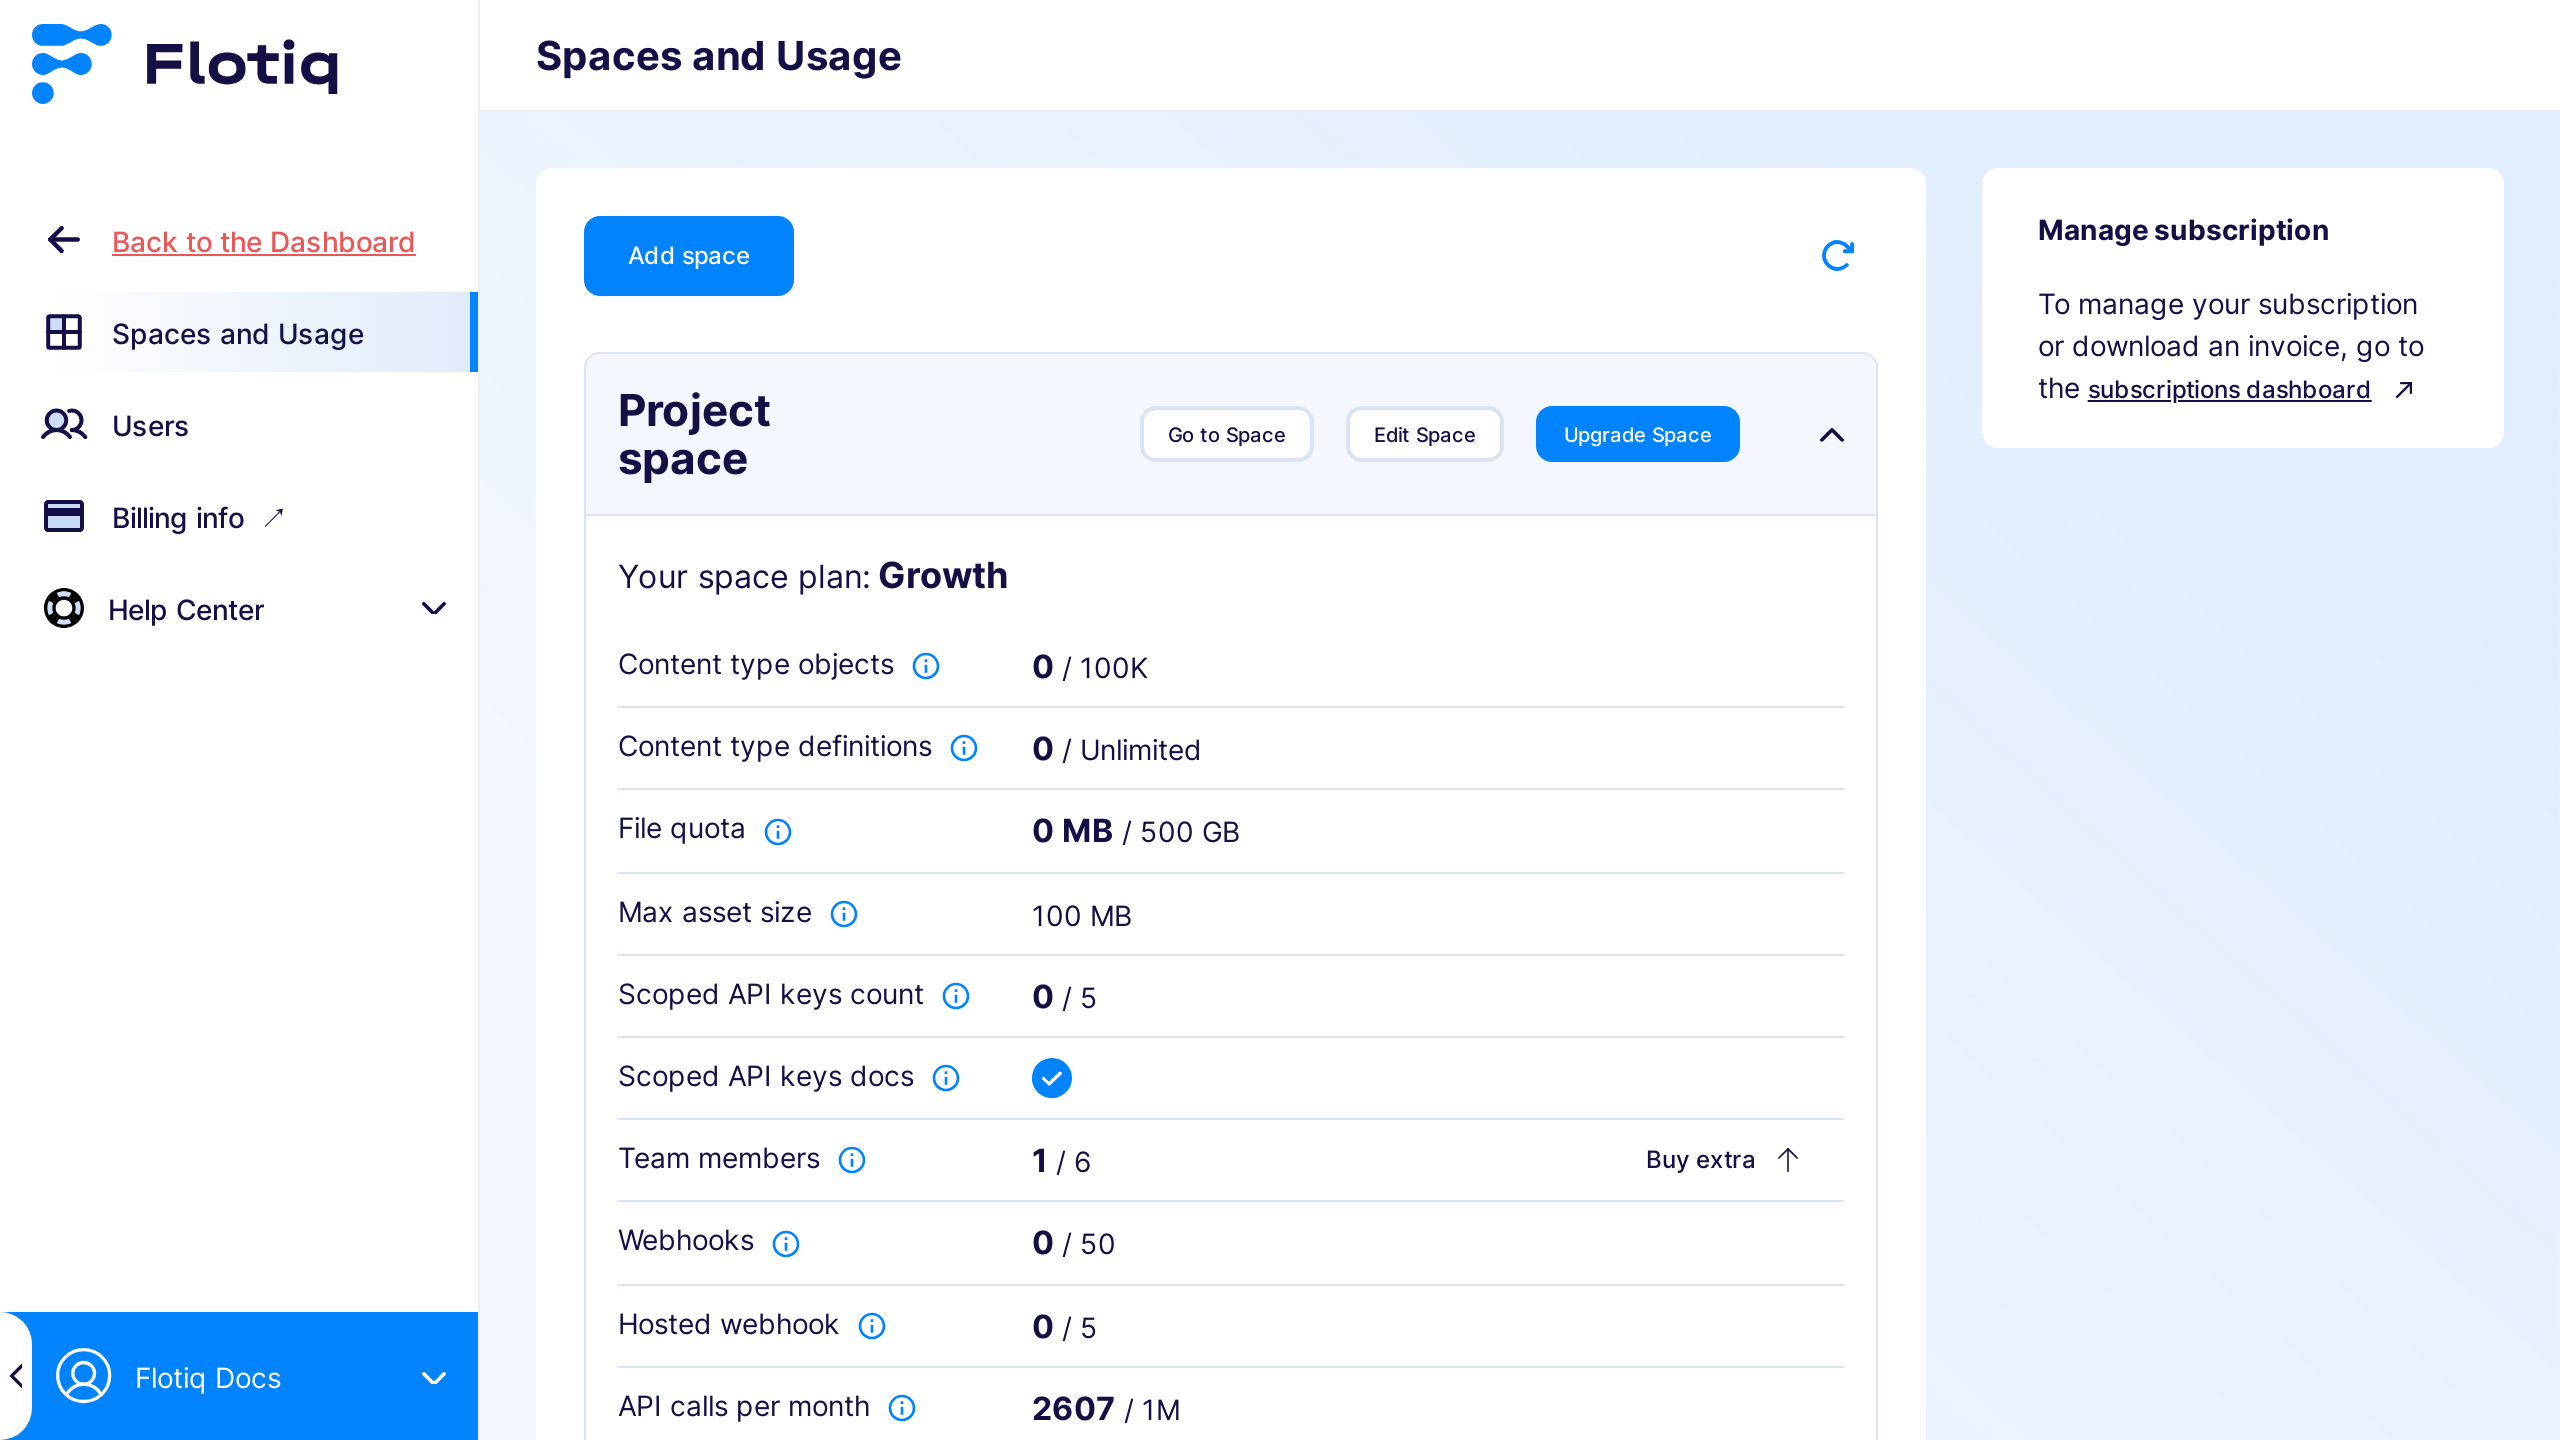 Flotiq
Back to the Dashboard
Spaces and Usage
Users
Billing info
Help Center
Flotiq Docs
Spaces and Usage
Add space
Project
space
Go to Space
Edit Space
Upgrade Space
Your space plan: Growth
Content type objects 0 / 100K
Content type definitions 0 / Unlimited
File quota 0 MB / 500 GB
Max asset size 100 MB
Scoped API keys count 0 / 5
Scoped API keys docs
Team members 1 / 6 Buy extra
Webhooks 0 / 50
Hosted webhook 0 / 5
API calls per month 2607 / 1M
Manage subscription
To manage your subscription
or download an invoice, go to
the subscriptions dashboard